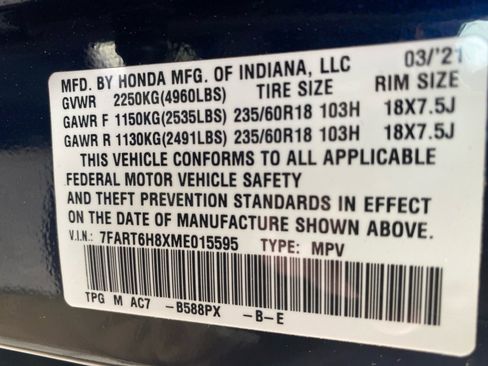 MFD. BY HONDA MFG. OF INDIANA, LLC 03/'21
GVWR 2250KG(4960LBS) TIRE SIZE RIM SIZE
GAWR F 1150KG(2535LBS) 235/60R18 103H 18X7.5J
GAWR R 1130KG(2491LBS) 235/60R18 103H 18X7.5J
THIS VEHICLE CONFORMS TO ALL APPLICABLE
FEDERAL MOTOR VEHICLE SAFETY
AND THEFT PREVENTION STANDARDS IN EFFECT
ON THE DATE OF MANUFACTURE SHOWN ABOVE.
V.I.N.: 7FART6H8XME015595 TYPE: MPV
TPG M AC7 -B588PX -B-E